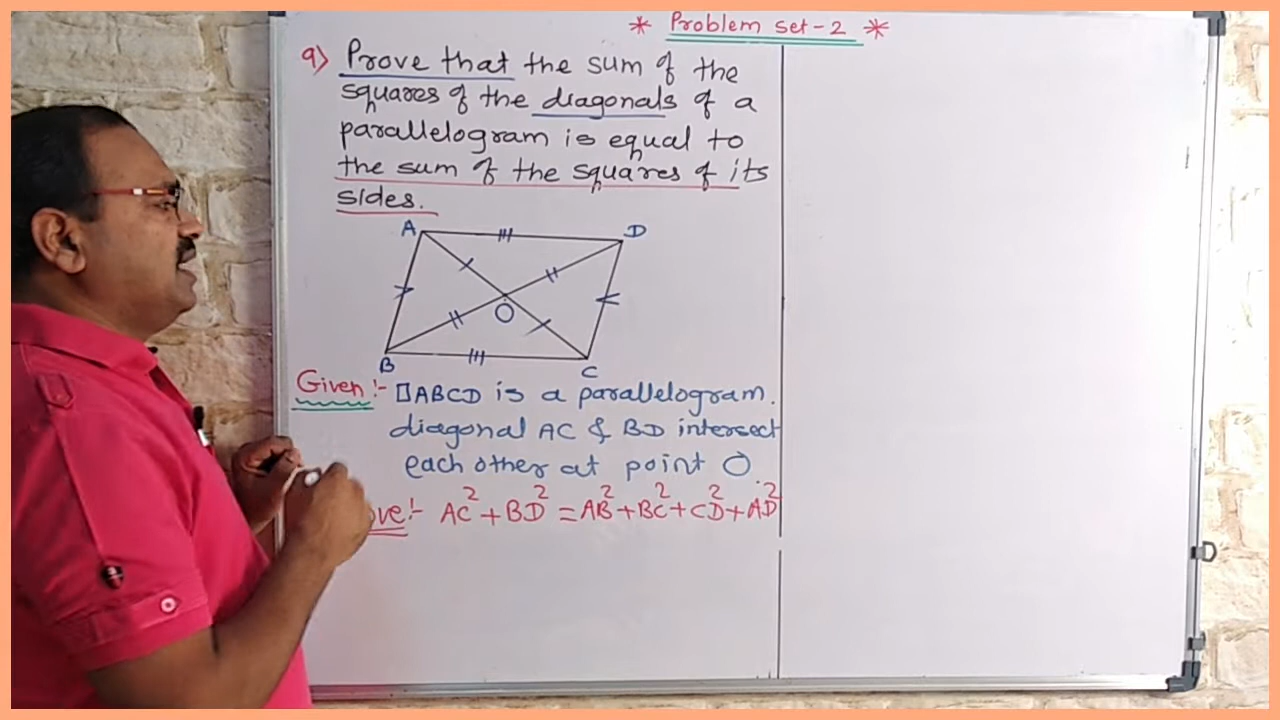 * Problem set-2 *
9) Prove that the sum of the
squares of the diagonals of a
parallelogram is equal to
the sum of the squares of its
sides.
A
D
O
B
C
Given:- □ABCD is a parallelogram.
diagonal AC & BD intersect
each other at point O
AC² + BD² = AB² + BC² + CD² + AD²